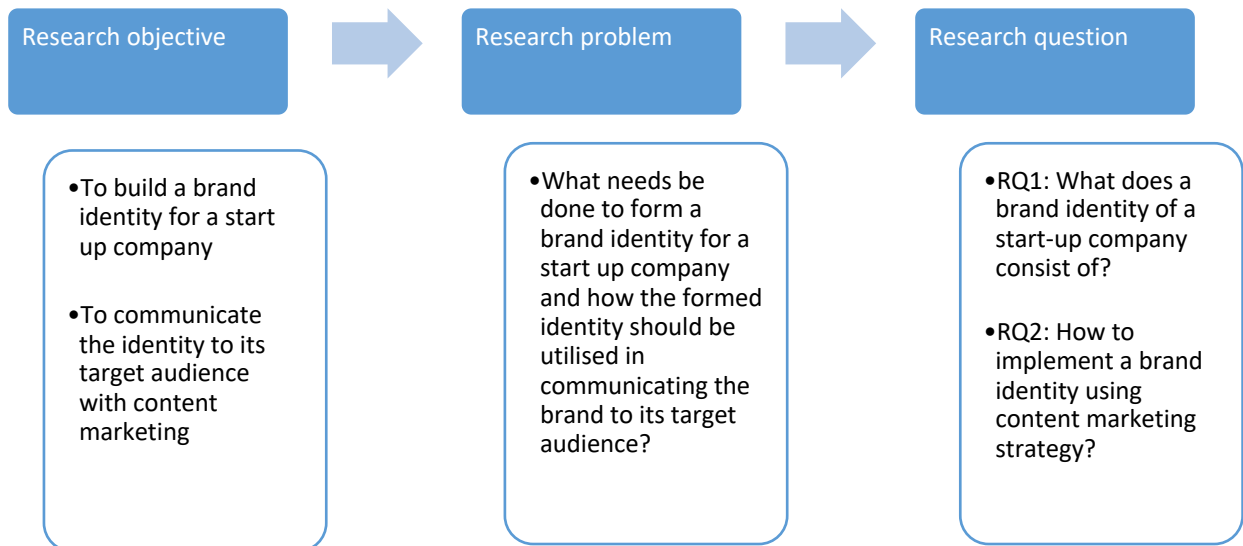 Research objective
•To build a brand
identity for a start
up company
•To communicate
the identity to its
target audience
with content
marketing
Research problem
•What needs be
done to form a
brand identity for a
start up company
and how the formed
identity should be
utilised in
communicating the
brand to its target
audience?
Research question
•RQ1: What does a
brand identity of a
start-up company
consist of?
•RQ2: How to
implement a brand
identity using
content marketing
strategy?